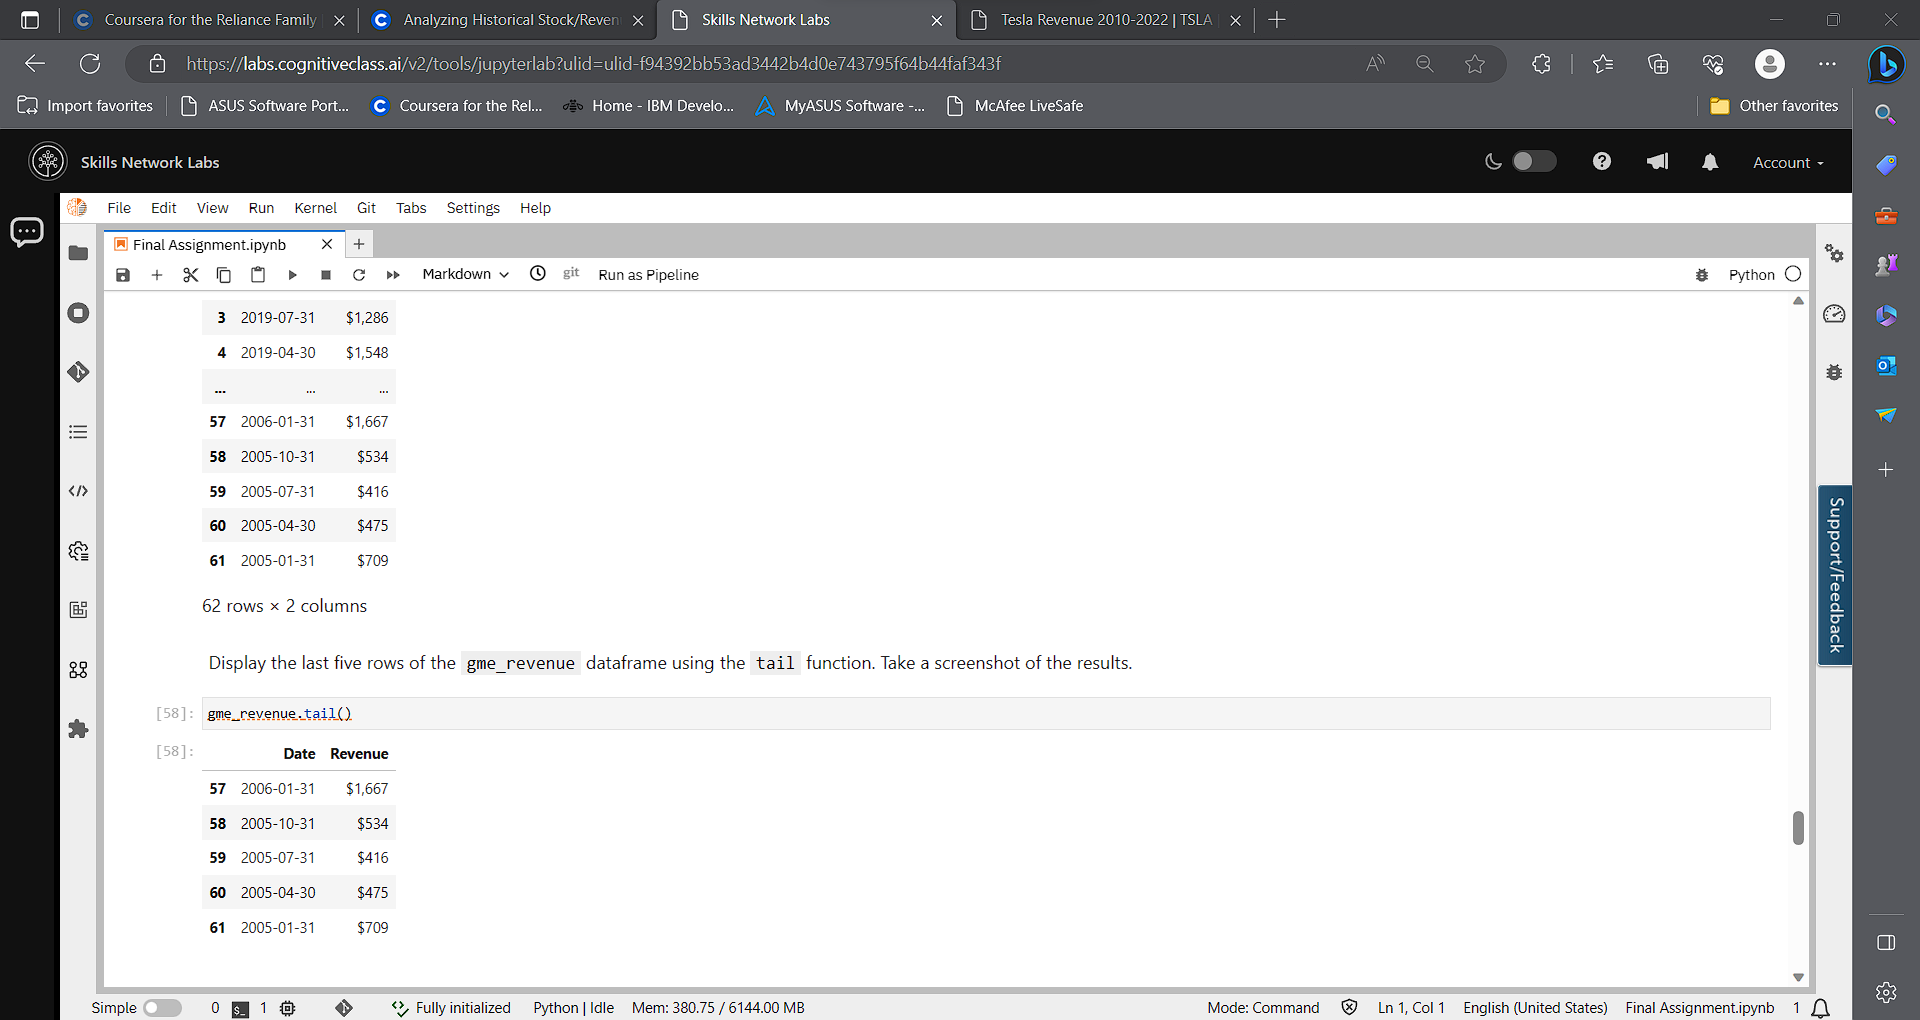 Coursera for the Reliance Family
Analyzing Historical Stock/Reven
Skills Network Labs
Tesla Revenue 2010-2022 | TSLA
https://labs.cognitiveclass.ai/v2/tools/jupyterlab?ulid=ulid-f94392bb53ad3442b4d0e743795f64b44faf343f
Import favorites
ASUS Software Port...
Coursera for the Rel...
Home - IBM Develo...
MyASUS Software -...
McAfee LiveSafe
Other favorites
Skills Network Labs
Account
File Edit View Run Kernel Git Tabs Settings Help
Final Assignment.ipynb
Markdown
git
Run as Pipeline
Python
3 2019-07-31 $1,286
4 2019-04-30 $1,548
... ... ...
57 2006-01-31 $1,667
58 2005-10-31 $534
59 2005-07-31 $416
60 2005-04-30 $475
61 2005-01-31 $709
62 rows × 2 columns
Display the last five rows of the gme_revenue dataframe using the tail function. Take a screenshot of the results.
[58]: gme_revenue.tail()
[58]: Date Revenue
57 2006-01-31 $1,667
58 2005-10-31 $534
59 2005-07-31 $416
60 2005-04-30 $475
61 2005-01-31 $709
Support/Feedback
Simple 0 $_ 1 Fully initialized Python | Idle Mem: 380.75 / 6144.00 MB Mode: Command Ln 1, Col 1 English (United States) Final Assignment.ipynb 1